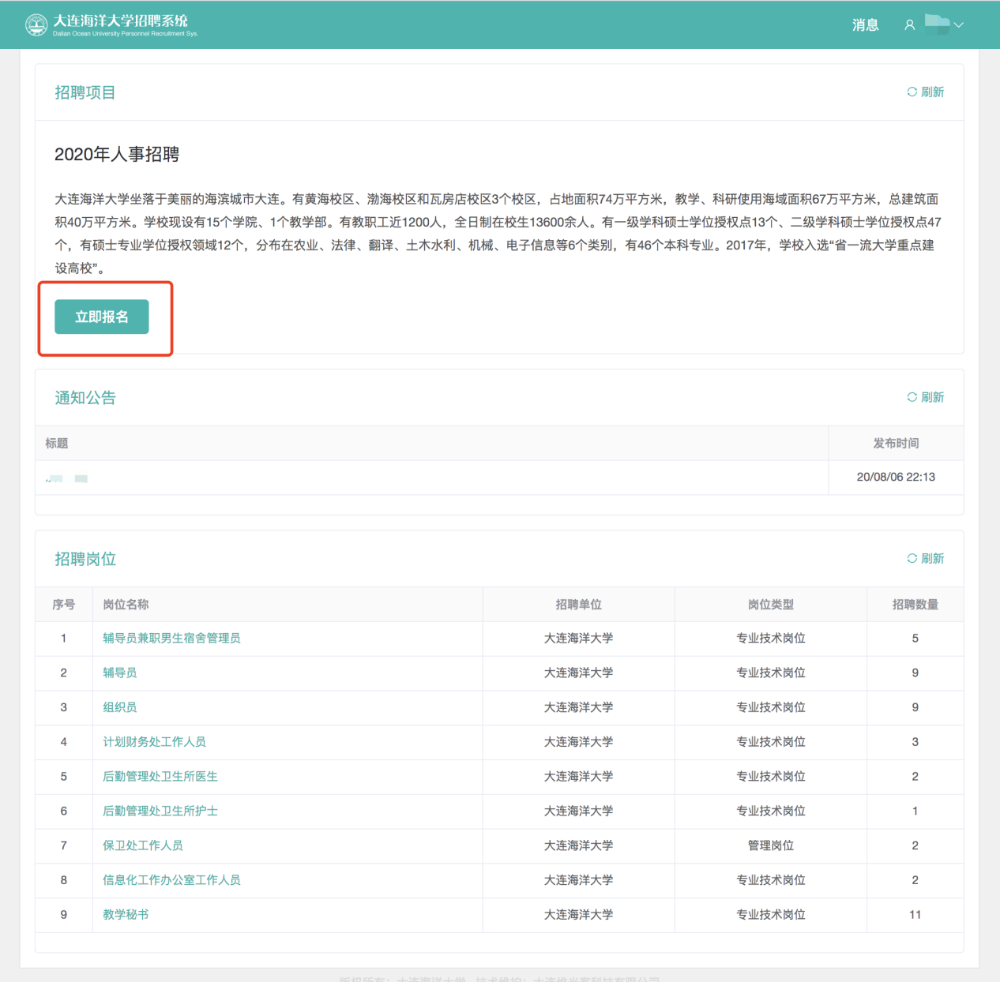 大连海洋大学招聘系统
Dalian Ocean University Personnel Recruitment Sys.
消息
招聘项目
刷新
2020年人事招聘
大连海洋大学坐落于美丽的海滨城市大连。有黄海校区、渤海校区和瓦房店校区3个校区，占地面积74万平方米，教学、科研使用海域面积67万平方米，总建筑面
积40万平方米。学校现设有15个学院、1个教学部。有教职工近1200人，全日制在校生13600余人。有一级学科硕士学位授权点13个、二级学科硕士学位授权点47
个，有硕士专业学位授权领域12个，分布在农业、法律、翻译、土木水利、机械、电子信息等6个类别，有46个本科专业。2017年，学校入选“省一流大学重点建
设高校”。
立即报名
通知公告
刷新
标题 发布时间
20/08/06 22:13
招聘岗位
刷新
序号 岗位名称 招聘单位 岗位类型 招聘数量
1 辅导员兼职男生宿舍管理员 大连海洋大学 专业技术岗位 5
2 辅导员 大连海洋大学 专业技术岗位 9
3 组织员 大连海洋大学 专业技术岗位 9
4 计划财务处工作人员 大连海洋大学 专业技术岗位 3
5 后勤管理处卫生所医生 大连海洋大学 专业技术岗位 2
6 后勤管理处卫生所护士 大连海洋大学 专业技术岗位 1
7 保卫处工作人员 大连海洋大学 管理岗位 2
8 信息化工作办公室工作人员 大连海洋大学 专业技术岗位 2
9 教学秘书 大连海洋大学 专业技术岗位 11